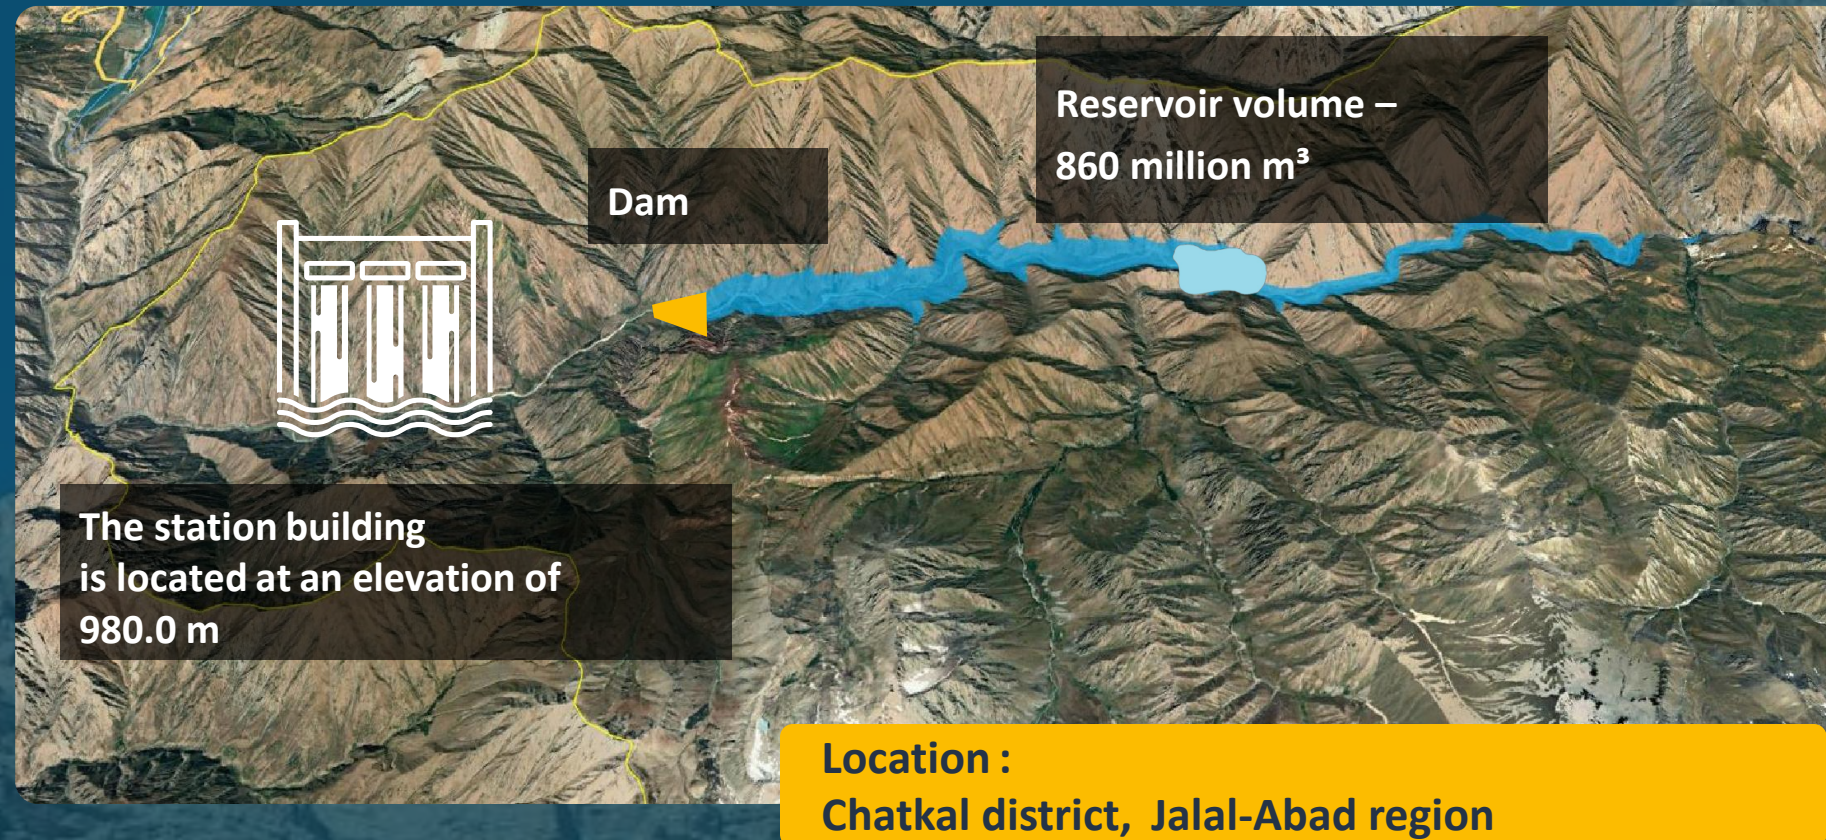 Reservoir volume –
860 million m³
Dam
The station building
is located at an elevation of
980.0 m
Location :
Chatkal district, Jalal-Abad region